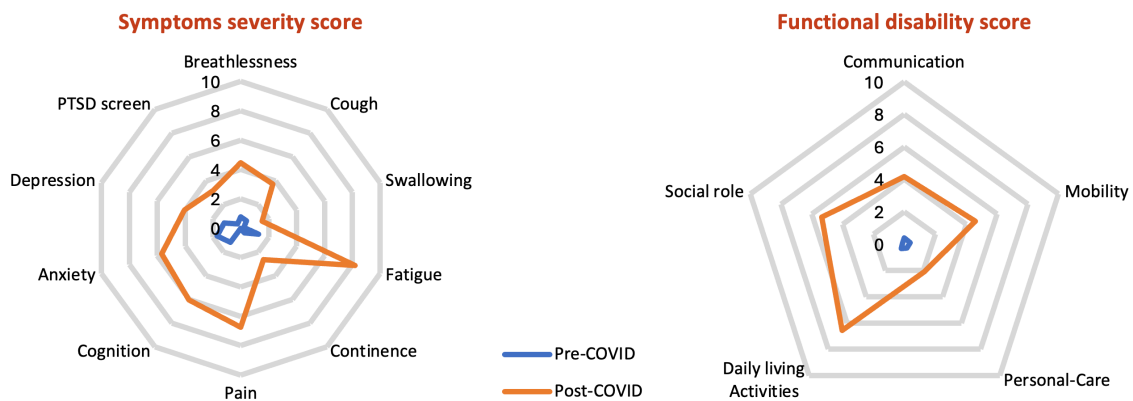 Symptoms severity score
Breathlessness
10
8
6
4
2
0
Cough
Swallowing
Fatigue
Continence
Pain
Cognition
Anxiety
Depression
PTSD screen
Pre-COVID
Post-COVID
Functional disability score
Communication
10
8
6
4
2
0
Mobility
Personal-Care
Daily living
Activities
Social role